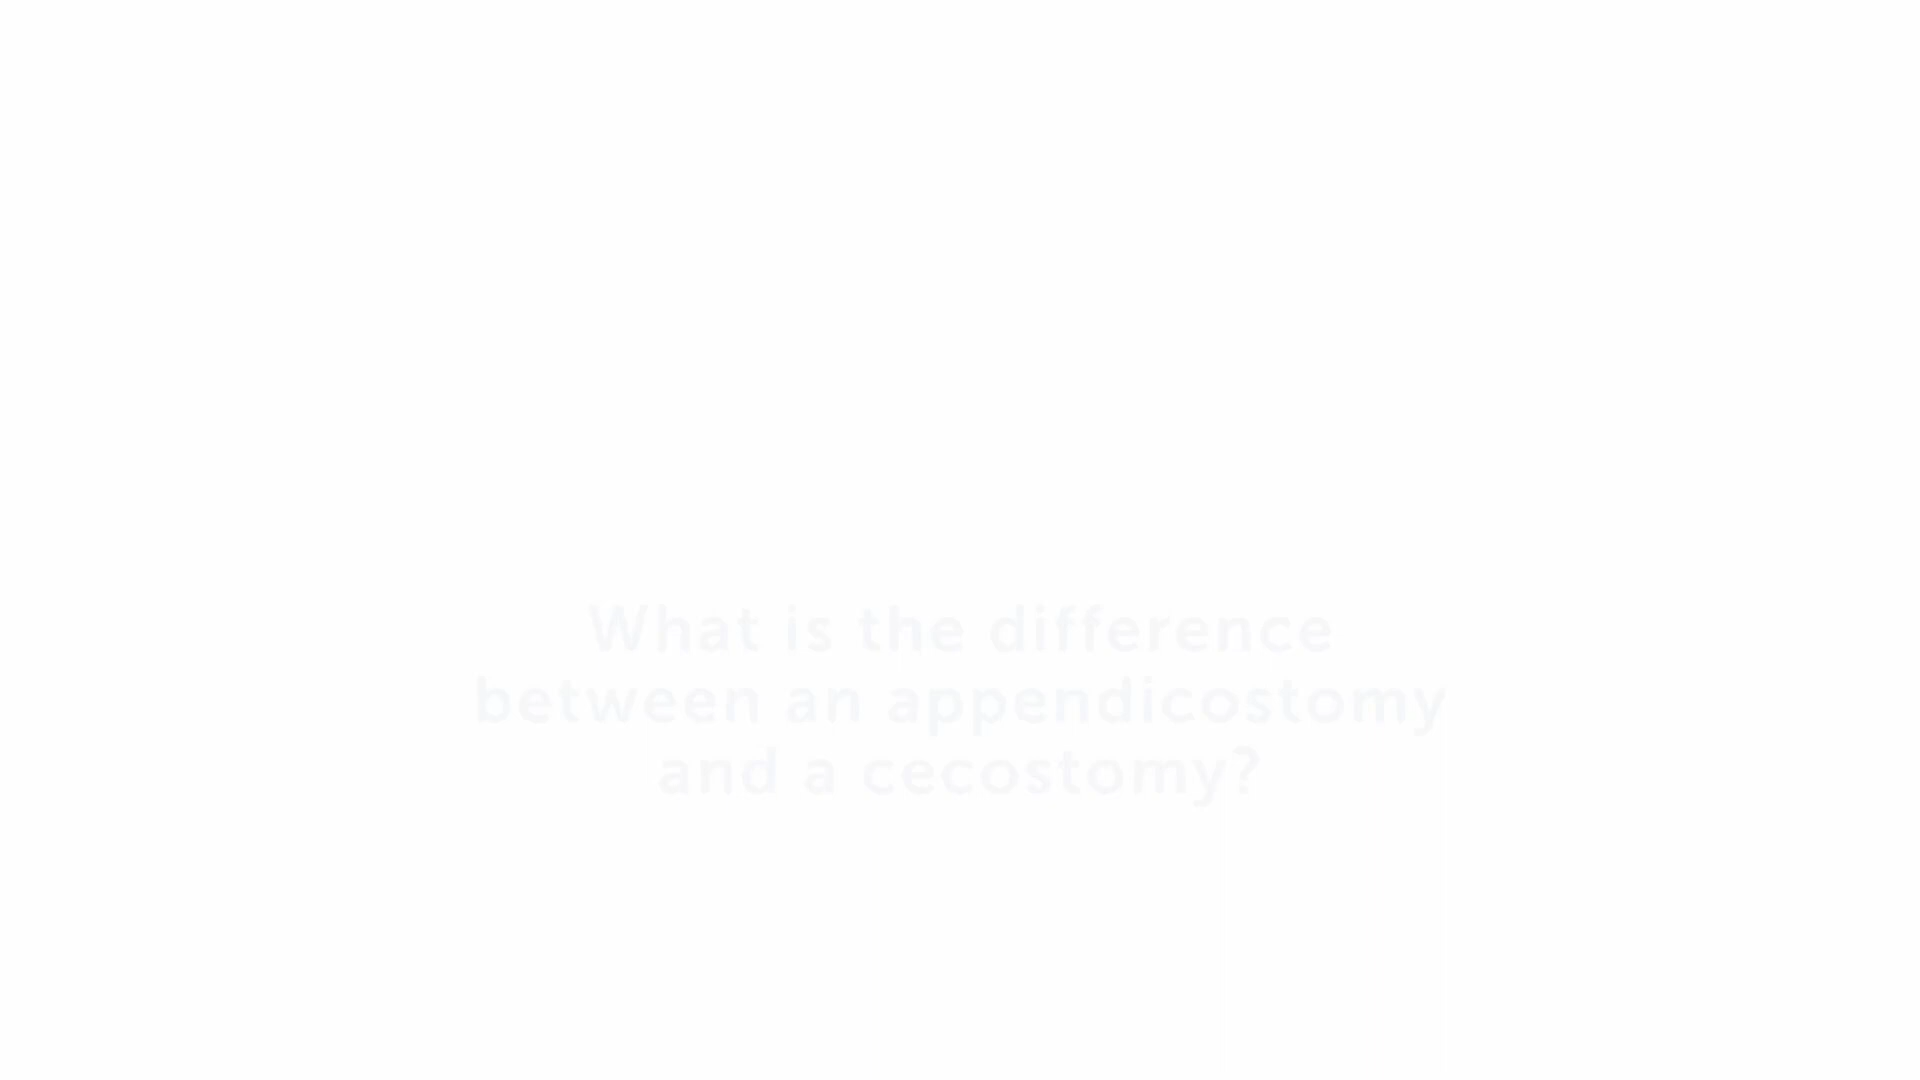 What is the difference
between an appendicostomy
and a cecostomy?